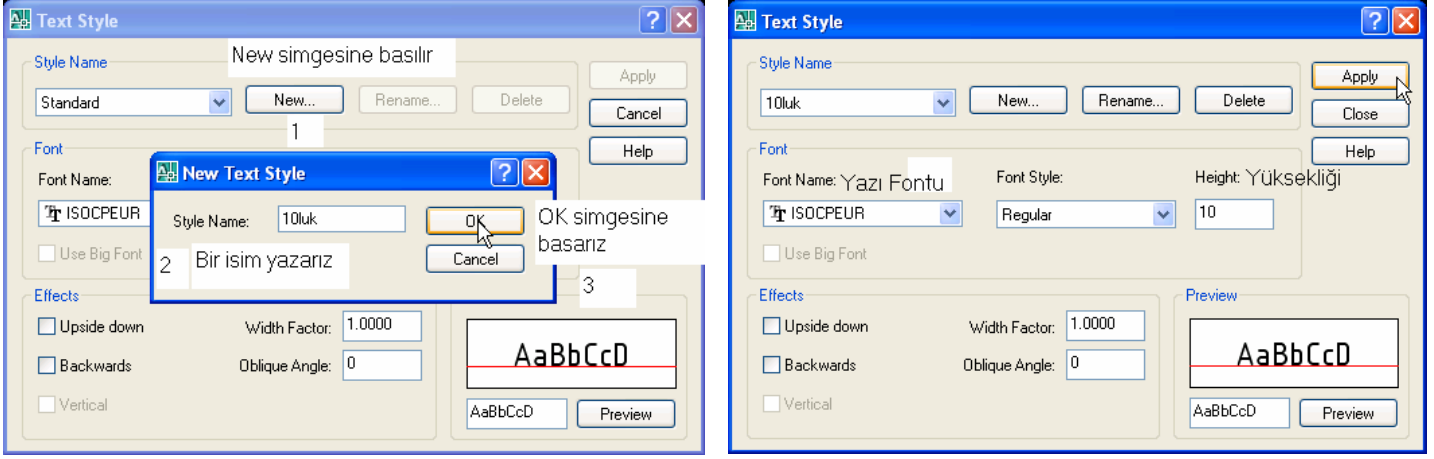 Text Style
New simgesine basılır
Style Name
Standard
New...
Rename...
Delete
Apply
Cancel
Help
1
Font
Font Name:
ISOCPEUR
Use Big Font
New Text Style
Style Name:
10luk
OK
Cancel
2 Bir isim yazarız
OK simgesine
basarız
3
Effects
Upside down
Backwards
Vertical
Width Factor:
1.0000
Oblique Angle:
0
AaBbCcD
AaBbCcD
Preview
Text Style
Style Name
10luk
New...
Rename...
Delete
Apply
Close
Help
Font
Font Name: Yazı Fontu
ISOCPEUR
Font Style:
Regular
Height: Yüksekliği
10
Use Big Font
Effects
Upside down
Backwards
Vertical
Width Factor:
1.0000
Oblique Angle:
0
Preview
AaBbCcD
AaBbCcD
Preview